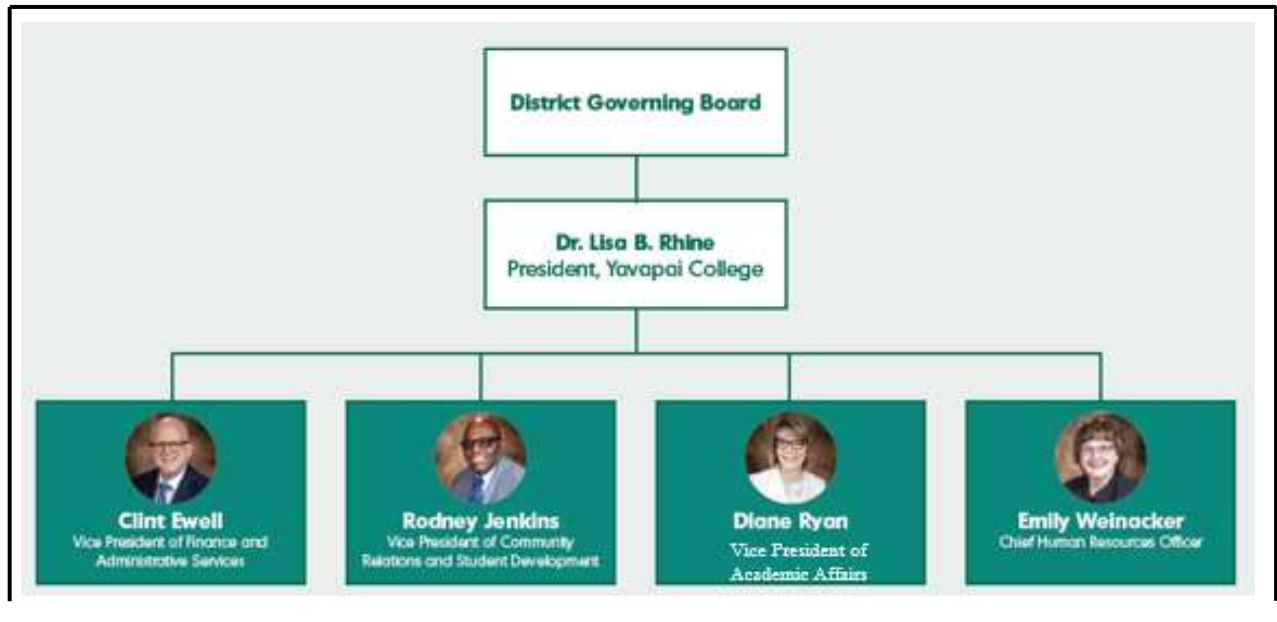 District Governing Board
Dr. Lisa B. Rhine
President, Yavapai College
Clint Ewell
Vice President of Finance and
Administrative Services
Rodney Jenkins
Vice President of Community
Relations and Student Development
Diane Ryan
Vice President of
Academic Affairs
Emily Weinacker
Chief Human Resources Officer